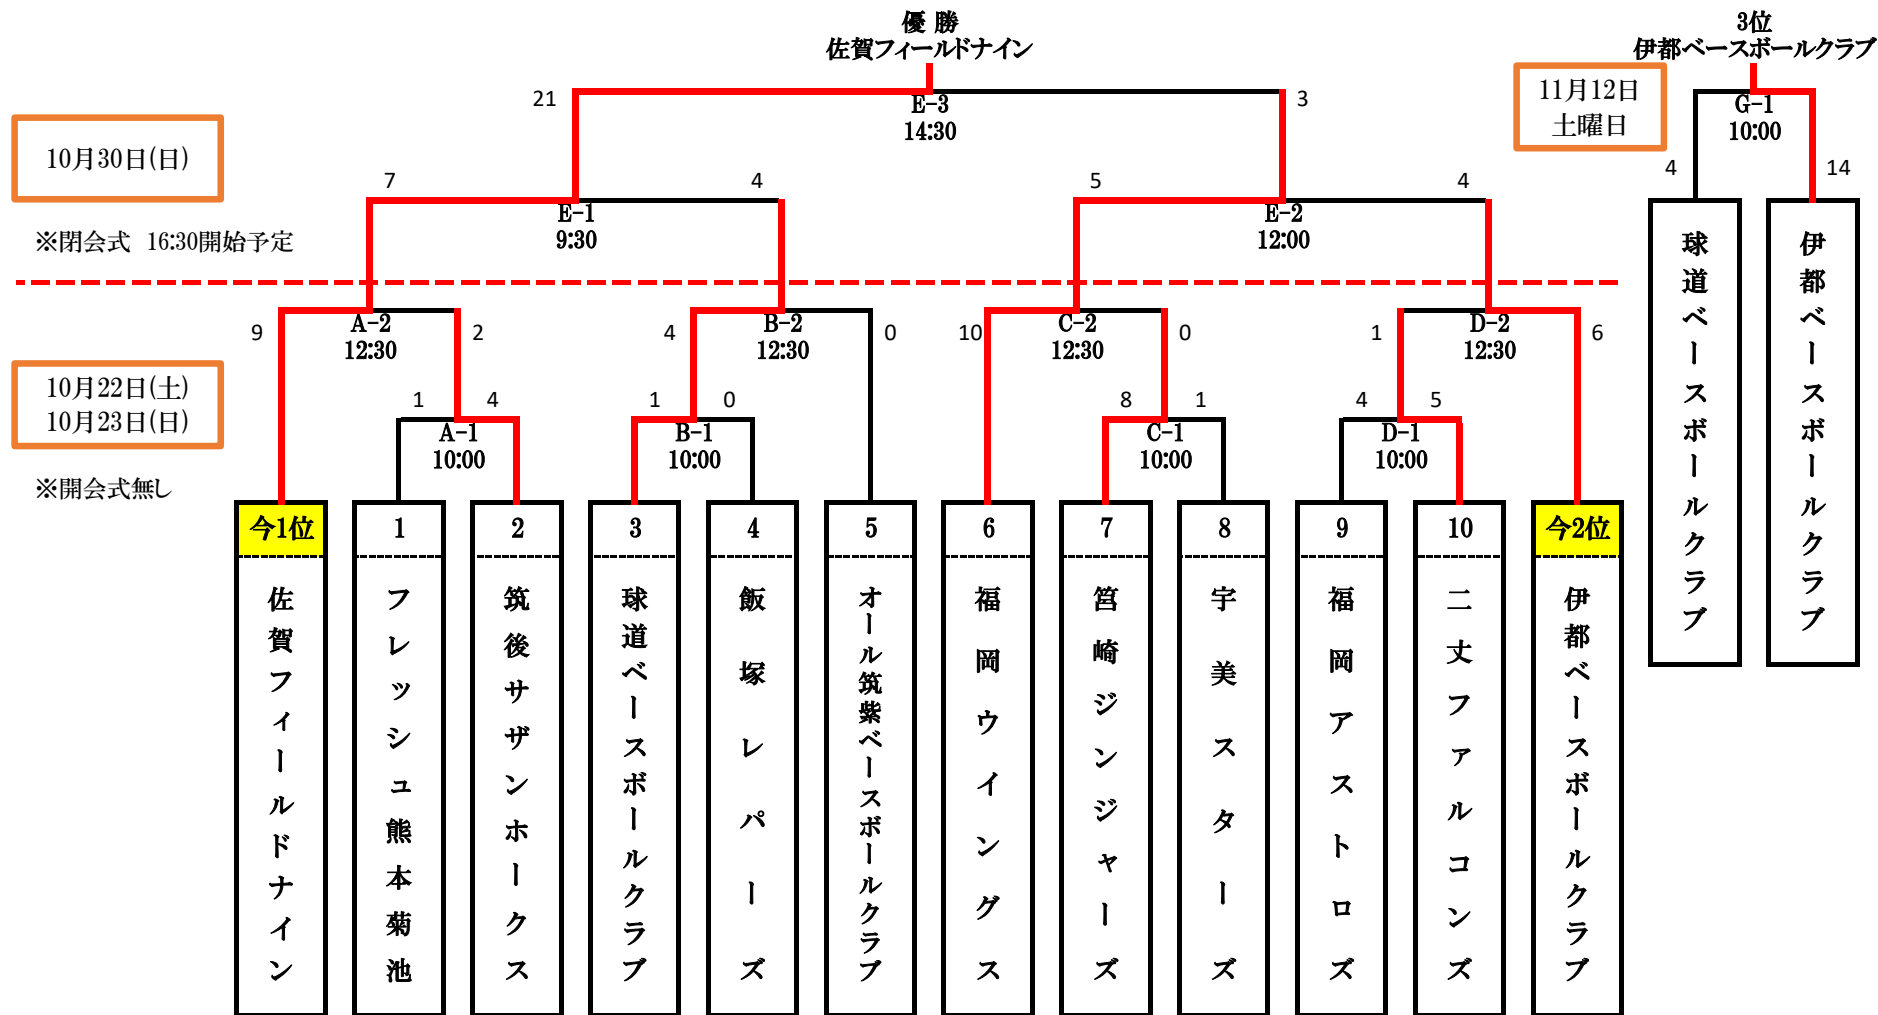 優 勝
佐賀フィールドナイン
3位
伊都ベースボールクラブ
21
E-3
14:30
3
11月12日
土曜日
G-1
10:00
4
14
10月30日(日)
7
E-1
9:30
4
5
E-2
12:00
4
※閉会式 16:30開始予定
球道ベースボールクラブ
伊都ベースボールクラブ
9
A-2
12:30
2
4
B-2
12:30
0
10
C-2
12:30
0
1
D-2
12:30
6
10月22日(土)
10月23日(日)
1
4
A-1
10:00
1
0
B-1
10:00
8
1
C-1
10:00
4
5
D-1
10:00
※開会式無し
今1位
佐賀フィールドナイン
1
フレッシュ熊本菊池
2
筑後サザンホークス
3
球道ベースボールクラブ
4
飯塚レパーズ
5
オール筑紫ベースボールクラブ
6
福岡ウイングス
7
筥崎ジンジャーズ
8
宇美スターズ
9
福岡アストロズ
10
二丈ファルコンズ
今2位
伊都ベースボールクラブ